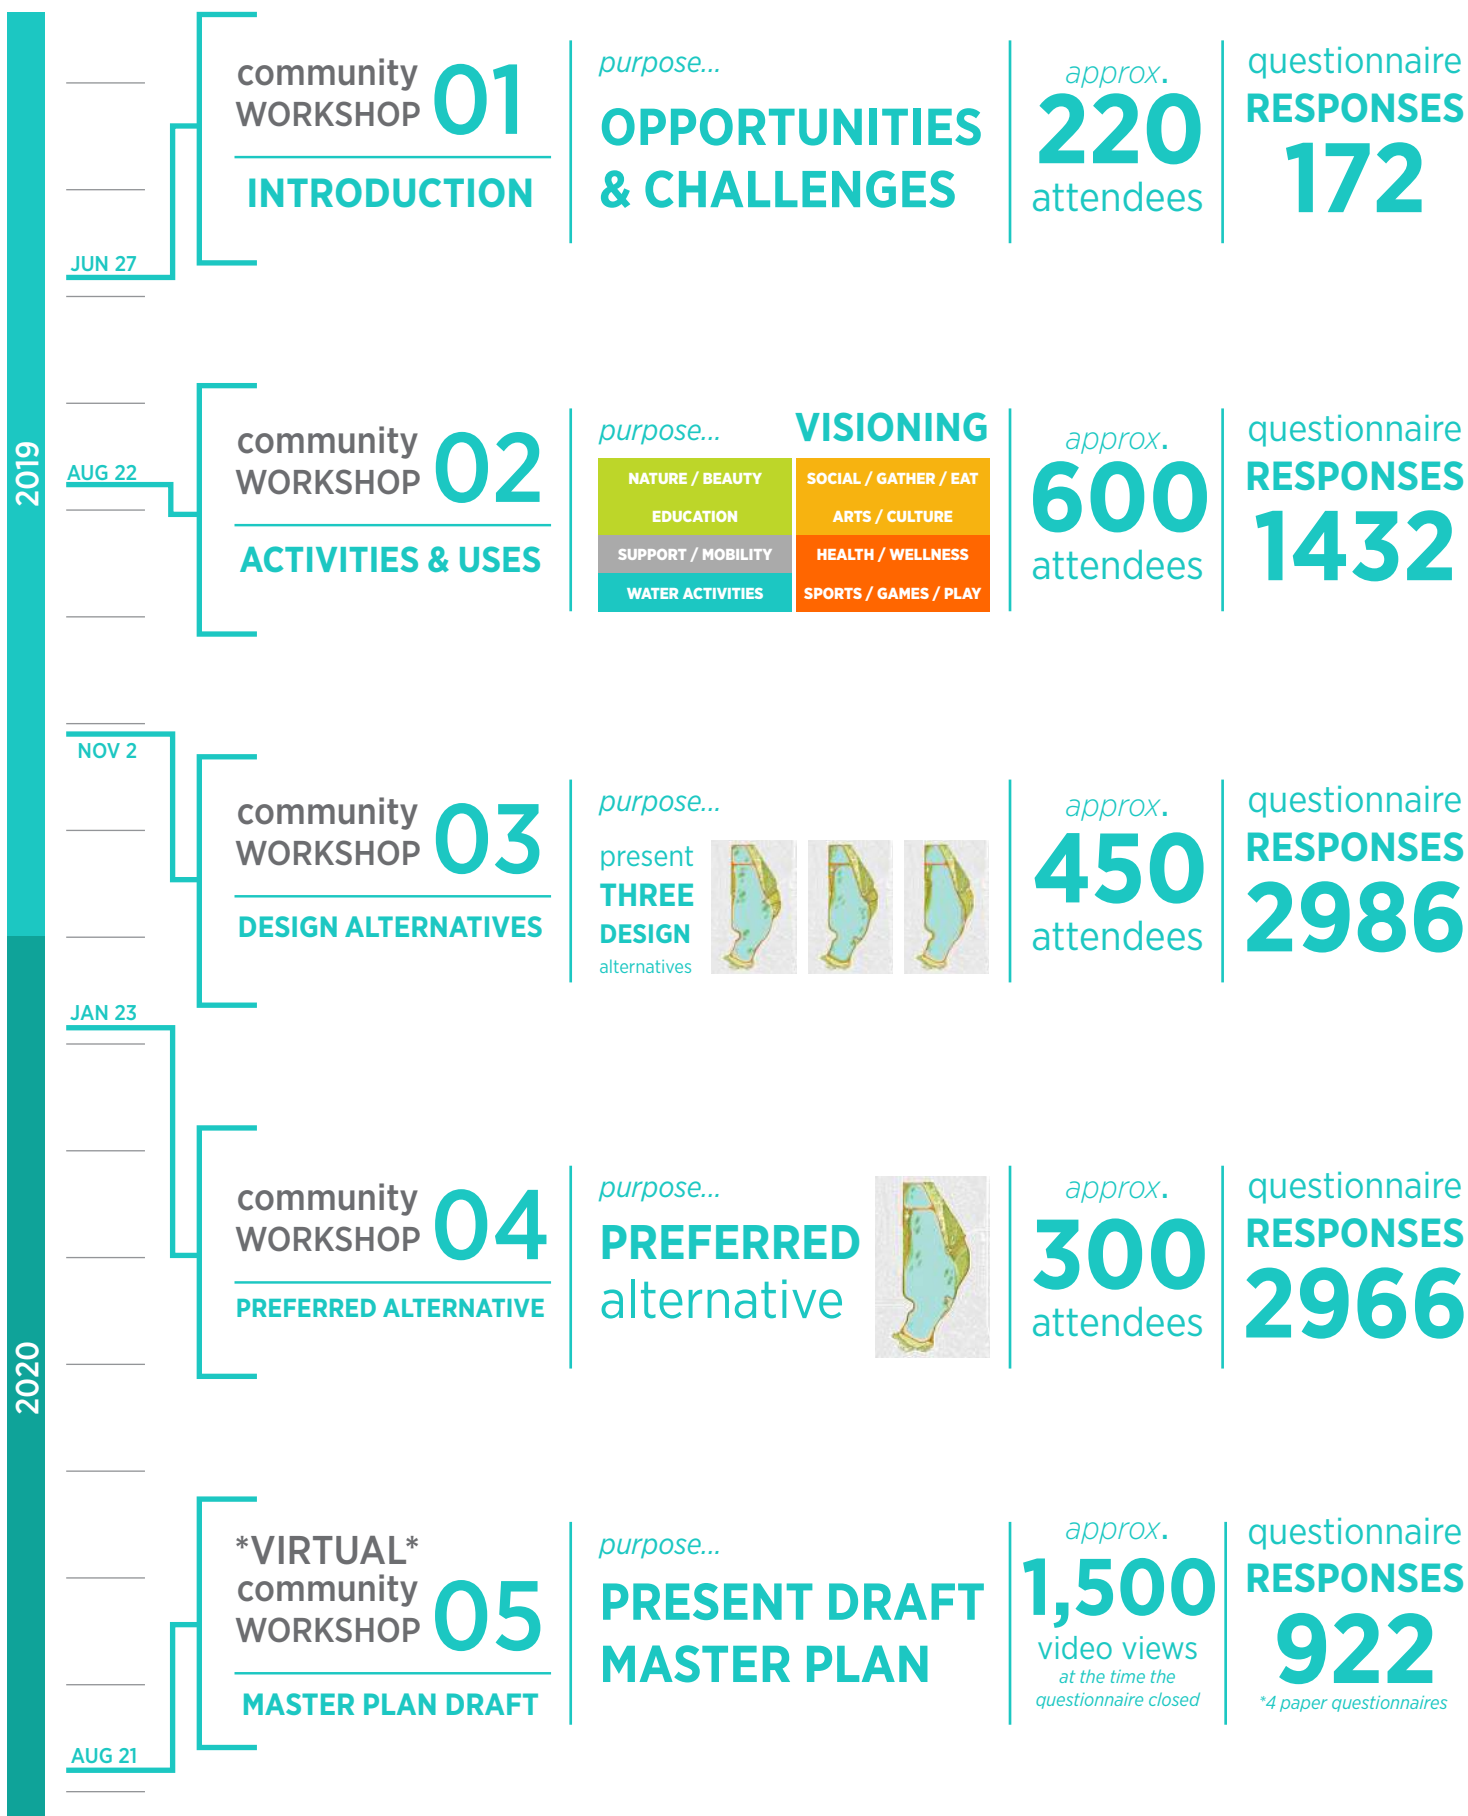 2019
JUN 27
community
WORKSHOP 01
INTRODUCTION
purpose...
OPPORTUNITIES
& CHALLENGES
approx.
220
attendees
questionnaire
RESPONSES
172
AUG 22
community
WORKSHOP 02
ACTIVITIES & USES
purpose... VISIONING
NATURE / BEAUTY
EDUCATION
SUPPORT / MOBILITY
WATER ACTIVITIES
SOCIAL / GATHER / EAT
ARTS / CULTURE
HEALTH / WELLNESS
SPORTS / GAMES / PLAY
approx.
600
attendees
questionnaire
RESPONSES
1432
NOV 2
community
WORKSHOP 03
DESIGN ALTERNATIVES
purpose...
present
THREE
DESIGN
alternatives
approx.
450
attendees
questionnaire
RESPONSES
2986
2020
JAN 23
community
WORKSHOP 04
PREFERRED ALTERNATIVE
purpose...
PREFERRED
alternative
approx.
300
attendees
questionnaire
RESPONSES
2966
AUG 21
*VIRTUAL*
community
WORKSHOP 05
MASTER PLAN DRAFT
purpose...
PRESENT DRAFT
MASTER PLAN
approx.
1,500
video views
at the time the
questionnaire closed
questionnaire
RESPONSES
922
*4 paper questionnaires